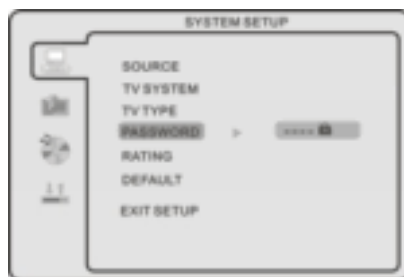 SYSTEM SETUP
SOURCE
TV SYSTEM
TV TYPE
PASSWORD
RATING
DEFAULT
EXIT SETUP